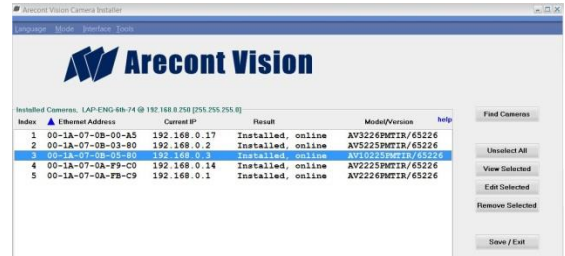 Arecont Vision Camera Installer
Language Mode Interface Tools
Arecont Vision
Installed Cameras, LAP-ENG-6th-74 @ 192.168.0.250 [255.255.255.0]
Index Ethernet Address Current IP Result Model/Version help
1 00-1A-07-0B-00-A5 192.168.0.17 Installed, online AV3226PMTIR/65226
2 00-1A-07-0B-03-80 192.168.0.2 Installed, online AV5225PMTIR/65226
3 00-1A-07-0B-05-80 192.168.0.3 Installed, online AV10225PMTIR/65226
4 00-1A-07-0A-F9-C0 192.168.0.14 Installed, online AV2226PMTIR/65226
5 00-1A-07-0A-FB-C9 192.168.0.1 Installed, online AV2226PMTIR/65226
Find Cameras
Unselect All
View Selected
Edit Selected
Remove Selected
Save / Exit